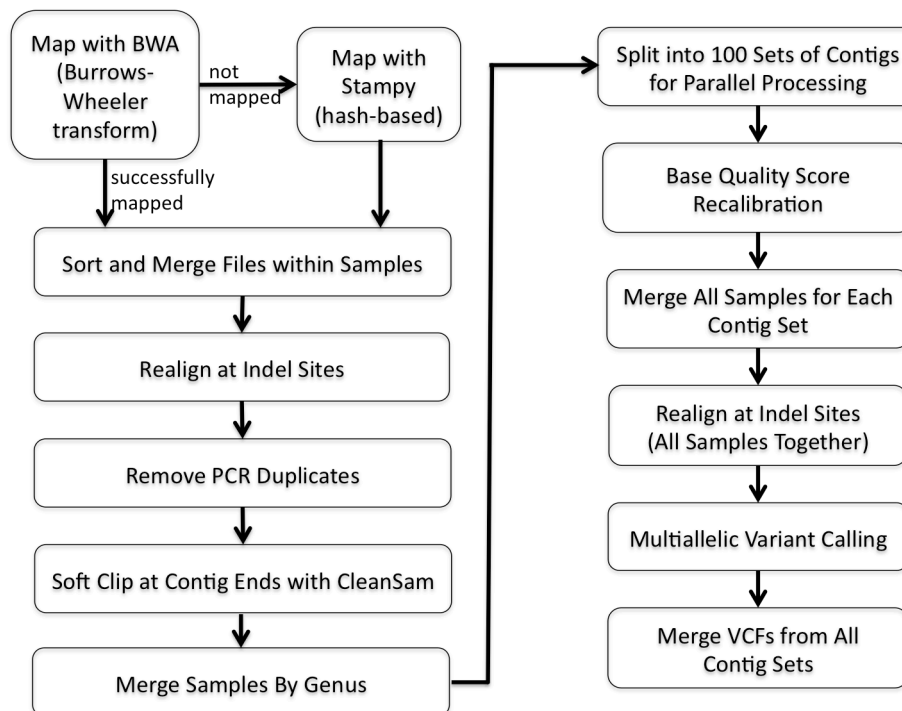 Map with BWA
(Burrows-
Wheeler
transform)
not
mapped
Map with
Stampy
(hash-based)
successfully
mapped
Sort and Merge Files within Samples
Realign at Indel Sites
Remove PCR Duplicates
Soft Clip at Contig Ends with CleanSam
Merge Samples By Genus
Split into 100 Sets of Contigs
for Parallel Processing
Base Quality Score
Recalibration
Merge All Samples for Each
Contig Set
Realign at Indel Sites
(All Samples Together)
Multiallelic Variant Calling
Merge VCFs from All
Contig Sets